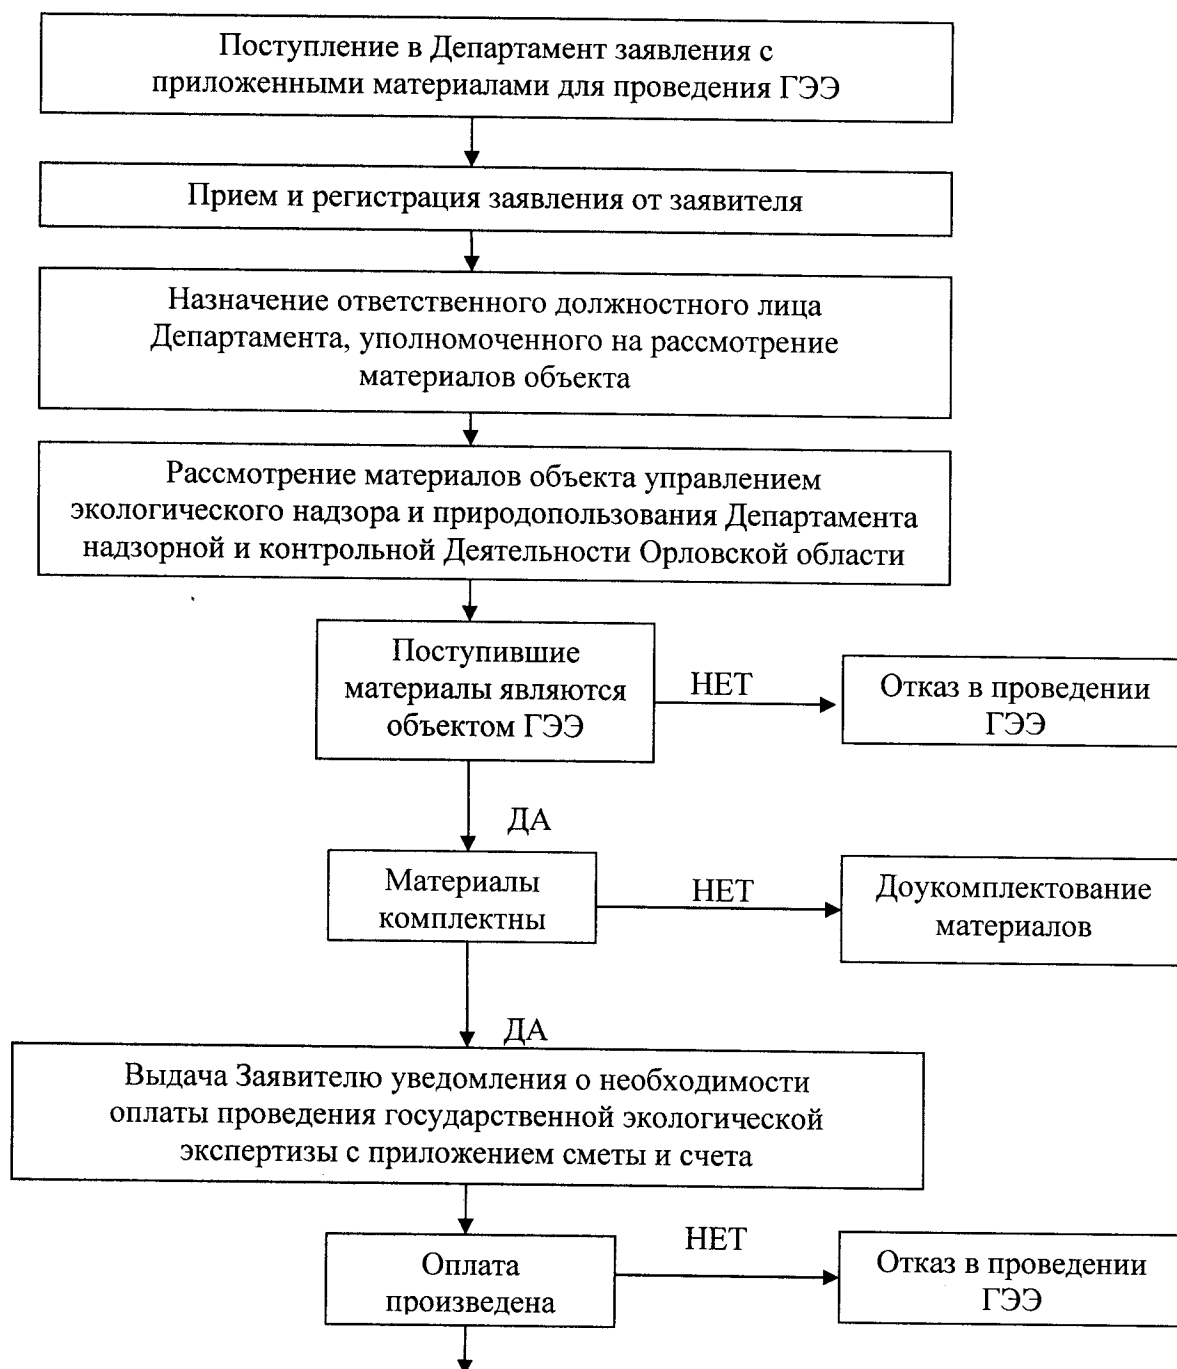 Поступление в Департамент заявления с
приложенными материалами для проведения ГЭЭ
Прием и регистрация заявления от заявителя
Назначение ответственного должностного лица
Департамента, уполномоченного на рассмотрение
материалов объекта
Рассмотрение материалов объекта управлением
экологического надзора и природопользования Департамента
надзорной и контрольной Деятельности Орловской области
Поступившие
материалы являются
объектом ГЭЭ
НЕТ
Отказ в проведении
ГЭЭ
ДА
Материалы
комплектны
НЕТ
Доукомплектование
материалов
ДА
Выдача Заявителю уведомления о необходимости
оплаты проведения государственной экологической
экспертизы с приложением сметы и счета
Оплата
произведена
НЕТ
Отказ в проведении
ГЭЭ